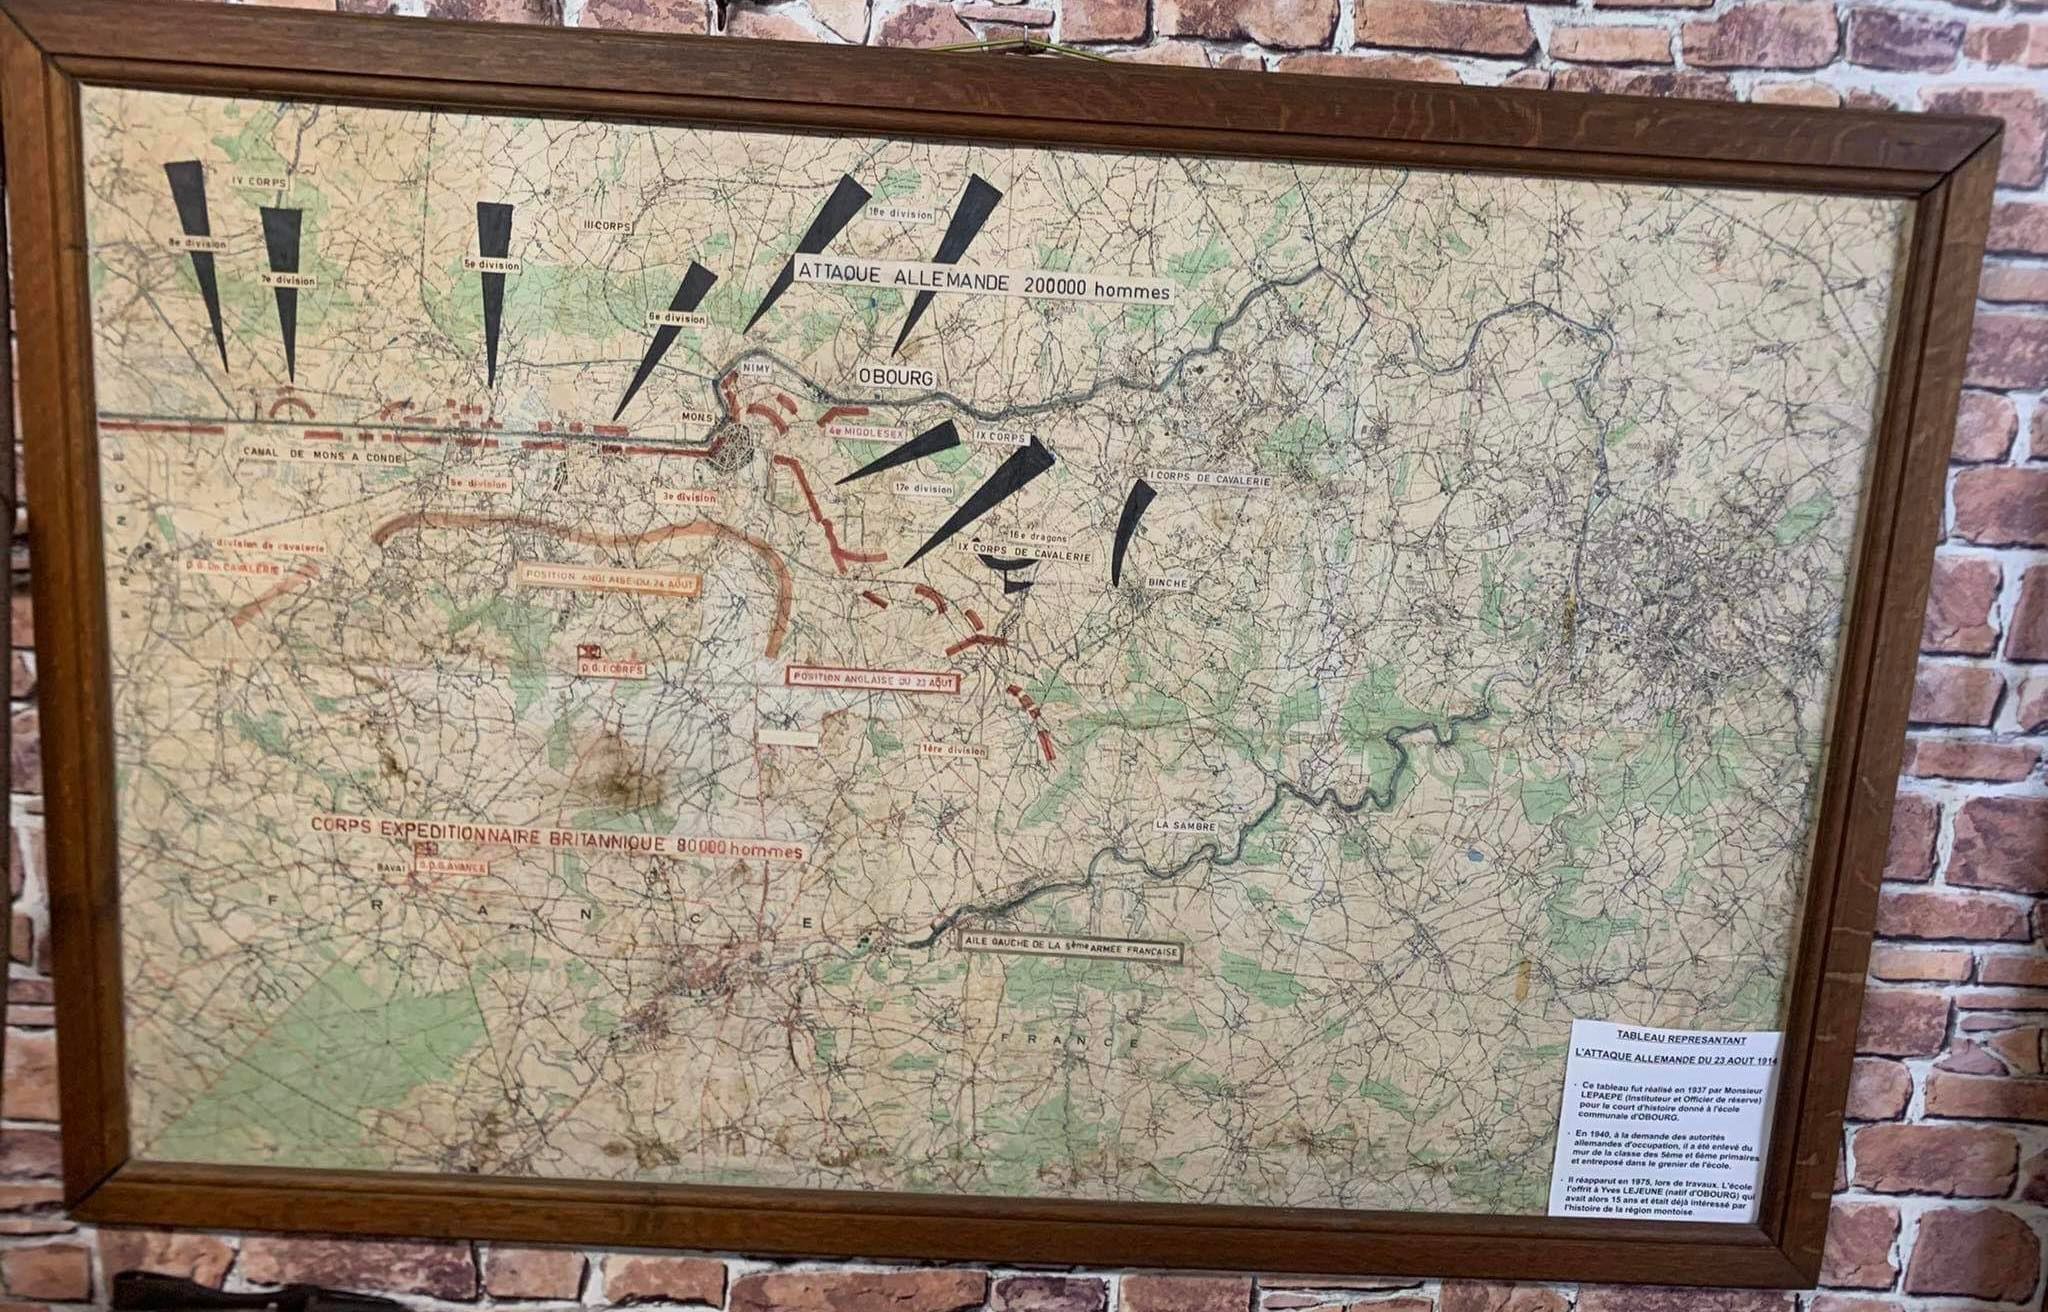 IV CORPS
8e division
7e division
5e division
III CORPS
6e division
18e division
ATTAQUE ALLEMANDE 200000 hommes
NIMY
OBOURG
MONS
4e MIDDLESEX
IX CORPS
CANAL DE MONS A CONDE
5e division
3e division
17e division
I CORPS DE CAVALERIE
16e dragons
IX CORPS DE CAVALERIE
BINCHE
FRANCE
division de cavalerie
P.G. Dn. CAVALERIE
POSITION ANGLAISE DU 24 AOUT
P.G. I CORPS
POSITION ANGLAISE DU 23 AOUT
1ère division
LA SAMBRE
CORPS EXPEDITIONNAIRE BRITANNIQUE 80000 hommes
BAVAI
G.P.G. AVANCE
FRANCE
AILE GAUCHE DE LA 5ème ARMEE FRANCAISE
FRANCE
TABLEAU REPRESANTANT
L'ATTAQUE ALLEMANDE DU 23 AOUT 1914
- Ce tableau fut réalisé en 1937 par Monsieur
LEPAEPE (Instituteur et Officier de réserve)
pour le court d'histoire donné à l'école
communale d'OBOURG.
- En 1940, à la demande des autorités
allemandes d'occupation, il a été enlevé du
mur de la classe des 5ème et 6ème primaires
et entreposé dans le grenier de l'école.
- Il réapparut en 1975, lors de travaux. L'école
l'offrit à Yves LEJEUNE (natif d'OBOURG) qui
avait alors 15 ans et était déjà intéressé par
l'histoire de la région montoise.